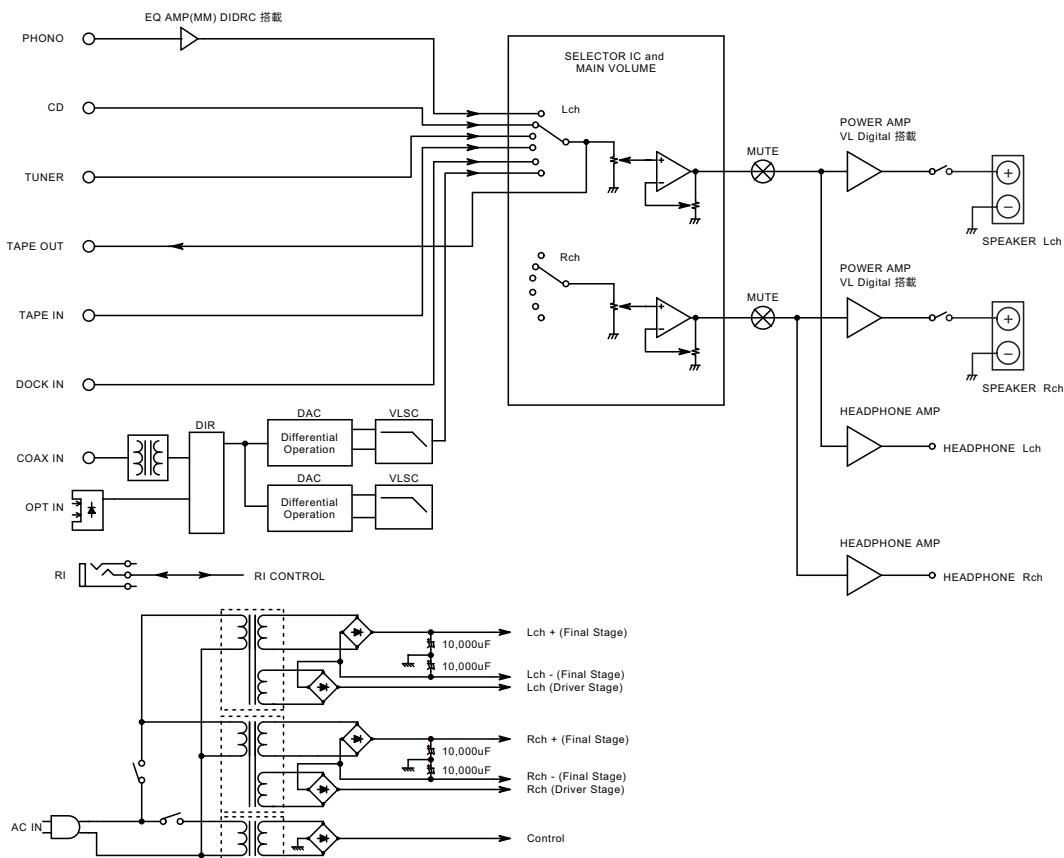 EQ AMP(MM) DIDRC 搭載
PHONO
CD
TUNER
TAPE OUT
TAPE IN
DOCK IN
COAX IN
OPT IN
DIR
DAC
Differential
Operation
VLSC
DAC
Differential
Operation
VLSC
SELECTOR IC and
MAIN VOLUME
Lch
Rch
+
−
+
−
MUTE
MUTE
POWER AMP
VL Digital 搭載
+
−
SPEAKER Lch
POWER AMP
VL Digital 搭載
+
−
SPEAKER Rch
HEADPHONE AMP
HEADPHONE Lch
HEADPHONE AMP
HEADPHONE Rch
RI
RI CONTROL
Lch + (Final Stage)
10,000uF
10,000uF
Lch - (Final Stage)
Lch (Driver Stage)
Rch + (Final Stage)
10,000uF
10,000uF
Rch - (Final Stage)
Rch (Driver Stage)
AC IN
Control